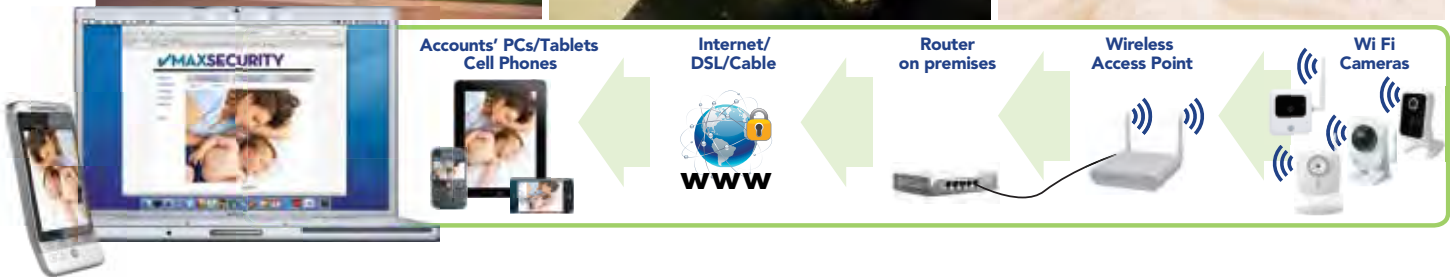 ✓MAXSECURITY
Accounts' PCs/Tablets
Cell Phones
Internet/
DSL/Cable
WWW
Router
on premises
Wireless
Access Point
Wi Fi
Cameras